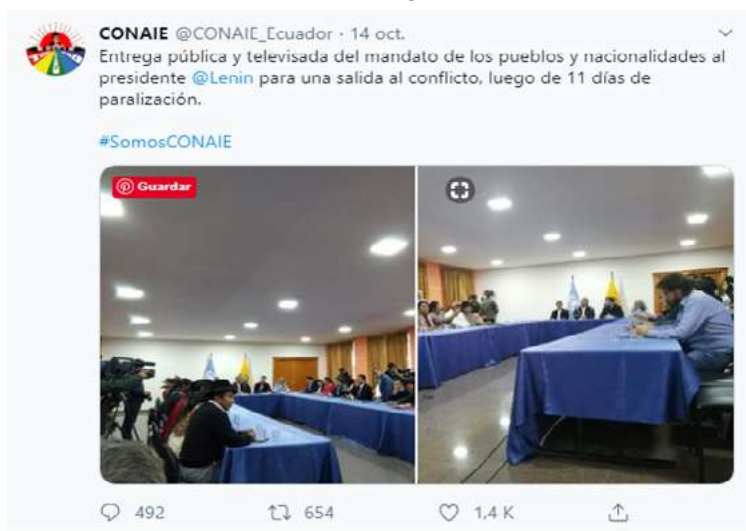 CONAIE @CONAIE_Ecuador · 14 oct.
Entrega pública y televisada del mandato de los pueblos y nacionalidades al
presidente @Lenin para una salida al conflicto, luego de 11 días de
paralización.
#SomosCONAIE
Guardar
492 654 1,4 K